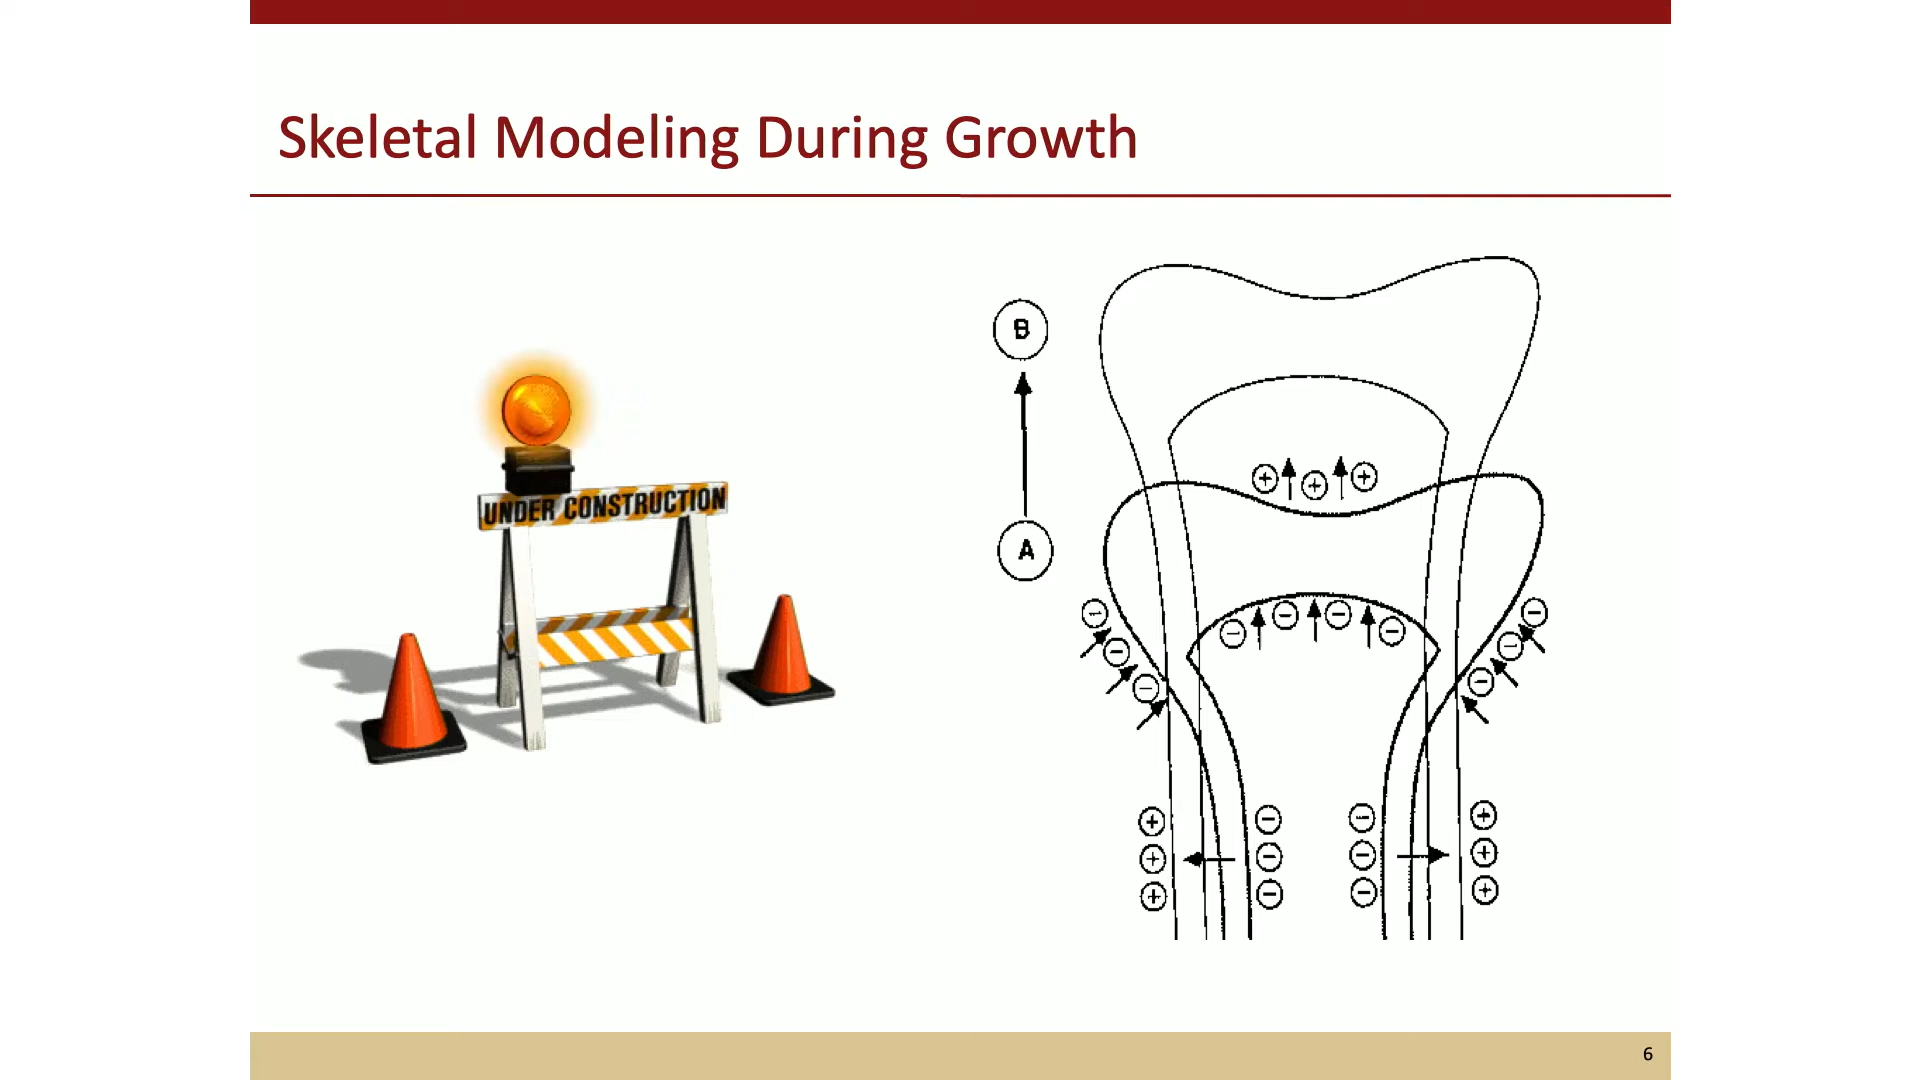 Skeletal Modeling During Growth
UNDER CONSTRUCTION
B
A
+ + +
− − − −
− −
− −
− −
+ − − +
+ − − +
+ − − +
6